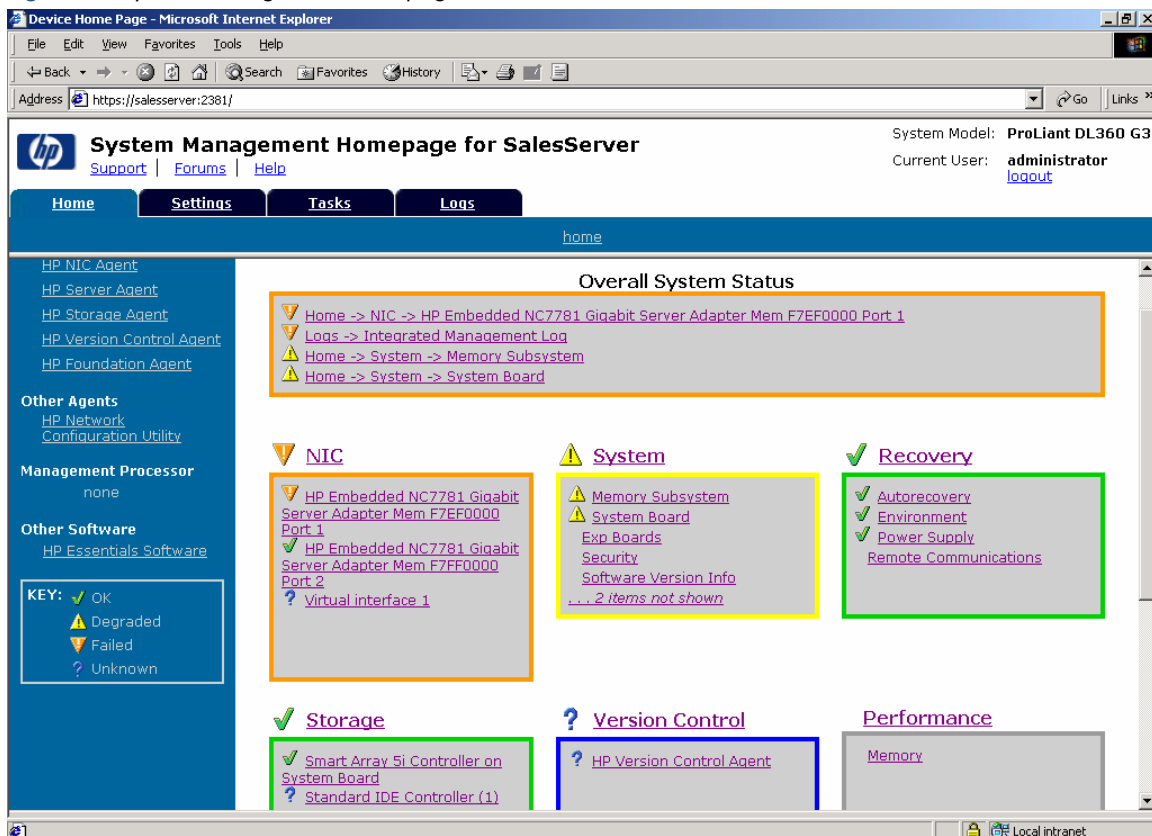 Device Home Page - Microsoft Internet Explorer
File Edit View Favorites Tools Help
Back Search Favorites History
Address https://salesserver:2381/ Go Links »
hp
System Management Homepage for SalesServer
Support | Forums | Help
System Model: ProLiant DL360 G3
Current User: administrator
logout
Home Settings Tasks Logs
home
HP NIC Agent
HP Server Agent
HP Storage Agent
HP Version Control Agent
HP Foundation Agent
Other Agents
HP Network
Configuration Utility
Management Processor
none
Other Software
HP Essentials Software
KEY: OK
Degraded
Failed
? Unknown
Overall System Status
Home -> NIC -> HP Embedded NC7781 Gigabit Server Adapter Mem F7EF0000 Port 1
Logs -> Integrated Management Log
Home -> System -> Memory Subsystem
Home -> System -> System Board
NIC
HP Embedded NC7781 Gigabit
Server Adapter Mem F7EF0000
Port 1
HP Embedded NC7781 Gigabit
Server Adapter Mem F7FF0000
Port 2
? Virtual interface 1
System
Memory Subsystem
System Board
Exp Boards
Security
Software Version Info
. . . 2 items not shown
Recovery
Autorecovery
Environment
Power Supply
Remote Communications
Storage
Smart Array 5i Controller on
System Board
? Standard IDE Controller (1)
? Version Control
? HP Version Control Agent
Performance
Memory
Local intranet